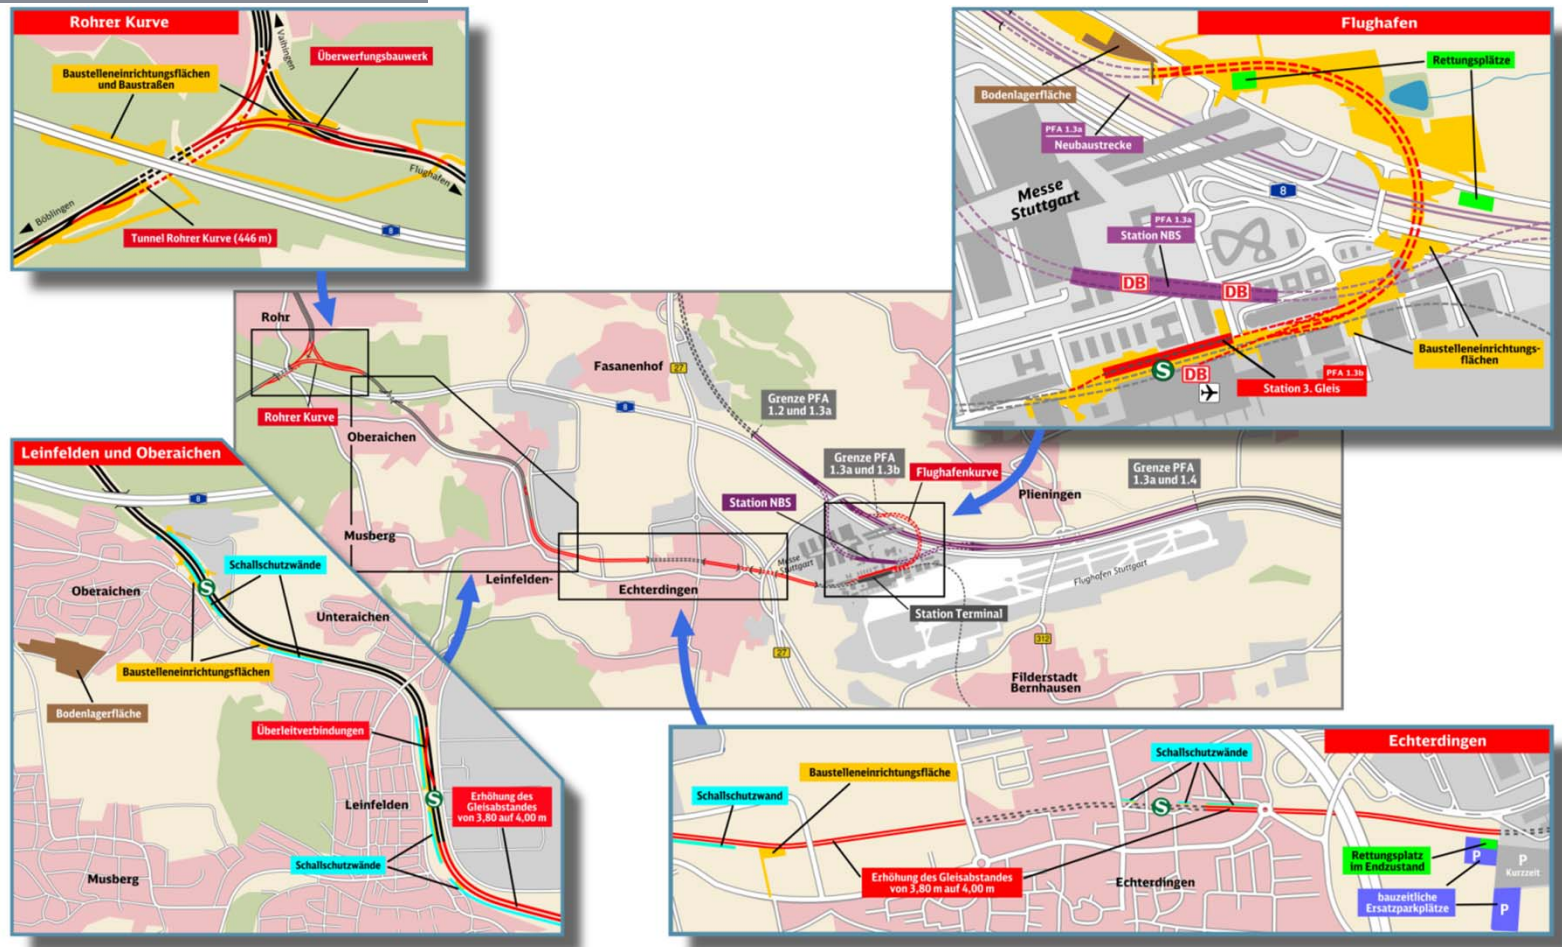 Rohrer Kurve
Vaihingen
Überwerfungsbauwerk
Baustelleneinrichtungsflächen
und Baustraßen
Flughafen
Böblingen
Tunnel Rohrer Kurve (446 m)
8
Flughafen
Rettungsplätze
Bodenlagerfläche
PFA 1.3a
Neubaustrecke
Messe
Stuttgart
8
PFA 1.3a
Station NBS
DB
DB
Baustelleneinrichtungs-
flächen
S
DB
PFA 1.3b
Station 3. Gleis
Rohr
Fasanenhof
27
Grenze PFA
1.2 und 1.3a
8
Rohrer Kurve
Oberaichen
Grenze PFA
1.3a und 1.3b
Flughafenkurve
Grenze PFA
1.3a und 1.4
Plieningen
Station NBS
Musberg
Messe
Stuttgart
Leinfelden-
Echterdingen
Flughafen Stuttgart
Station Terminal
312
27
Filderstadt
Bernhausen
Leinfelden und Oberaichen
8
Schallschutzwände
Oberaichen
S
Unteraichen
Baustelleneinrichtungsflächen
Bodenlagerfläche
Überleitverbindungen
Leinfelden
S
Erhöhung des
Gleisabstandes
von 3,80 auf 4,00 m
Schallschutzwände
Musberg
Echterdingen
Schallschutzwände
Baustelleneinrichtungsfläche
Schallschutzwand
S
Rettungsplatz
im Endzustand
P
P
Kurzzeit
Erhöhung des Gleisabstandes
von 3,80 m auf 4,00 m
Echterdingen
bauzeitliche
Ersatzparkplätze
P